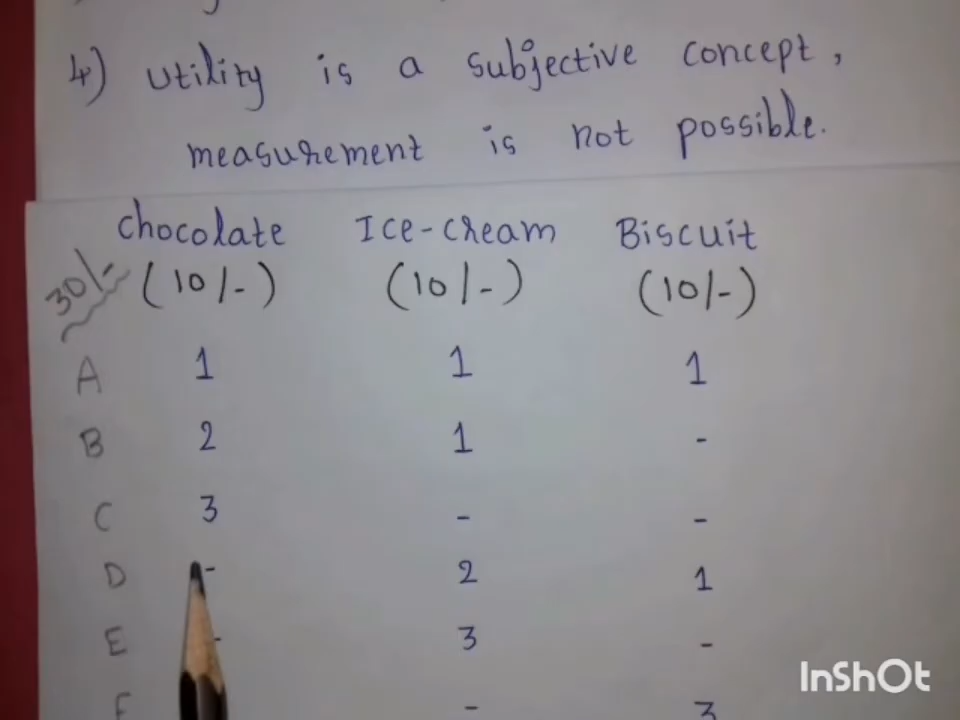 4) utility is a subjective concept,
measurement is not possible.
chocolate Ice-cream Biscuit
30/- (10/-) (10/-) (10/-)
A 1 1 1
B 2 1 -
C 3 - -
D - 2 1
E - 3 -
F - 3
InShOt